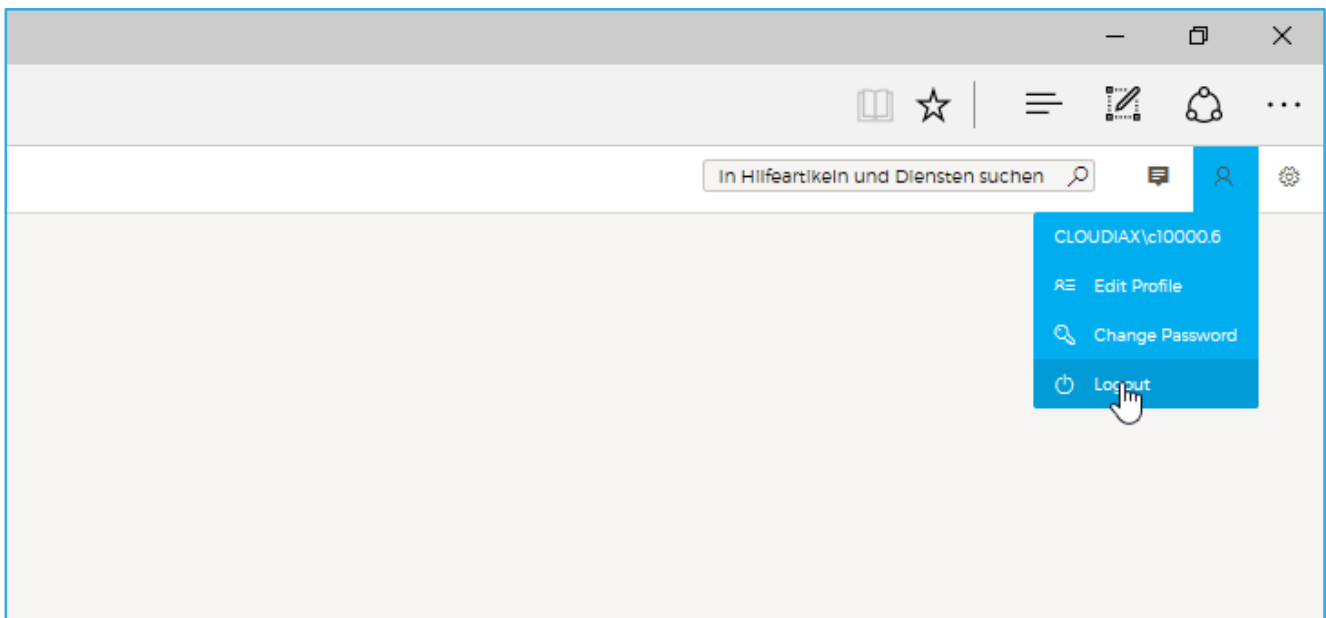 In Hilfeartikeln und Diensten suchen
CLOUDIAX\c10000.6
Edit Profile
Change Password
Logout